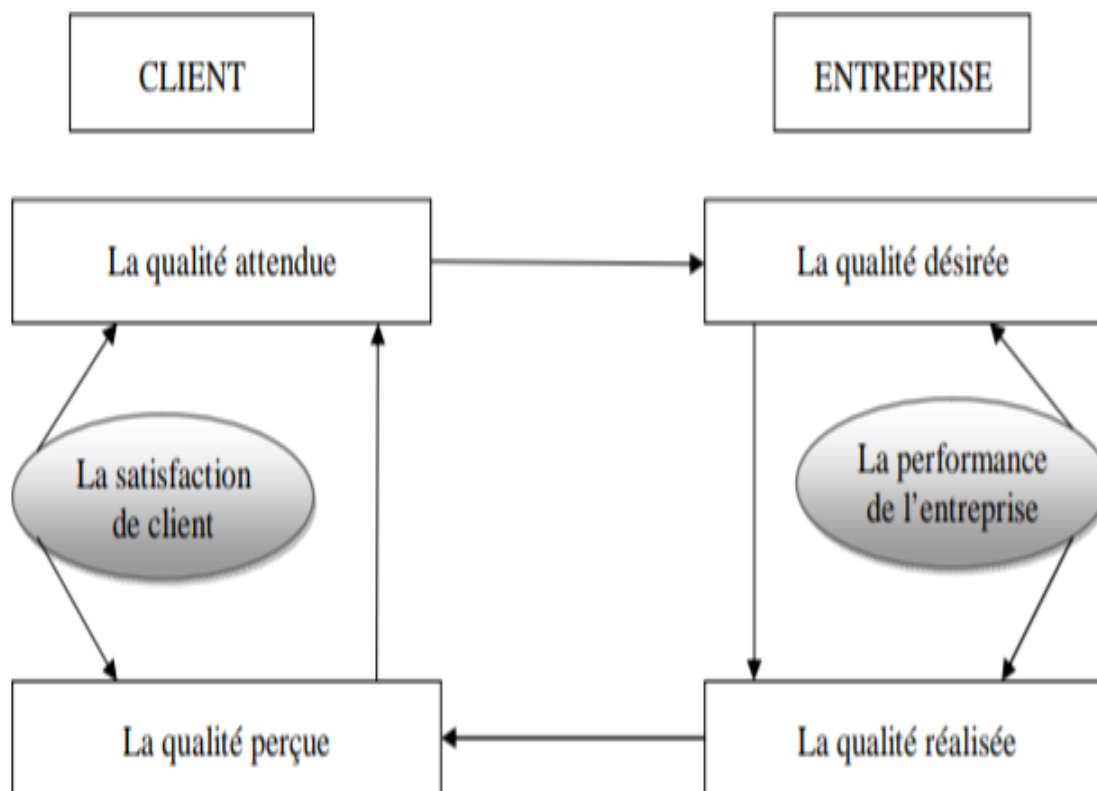 CLIENT
ENTREPRISE
La qualité attendue
La qualité désirée
La satisfaction
de client
La performance
de l'entreprise
La qualité perçue
La qualité réalisée